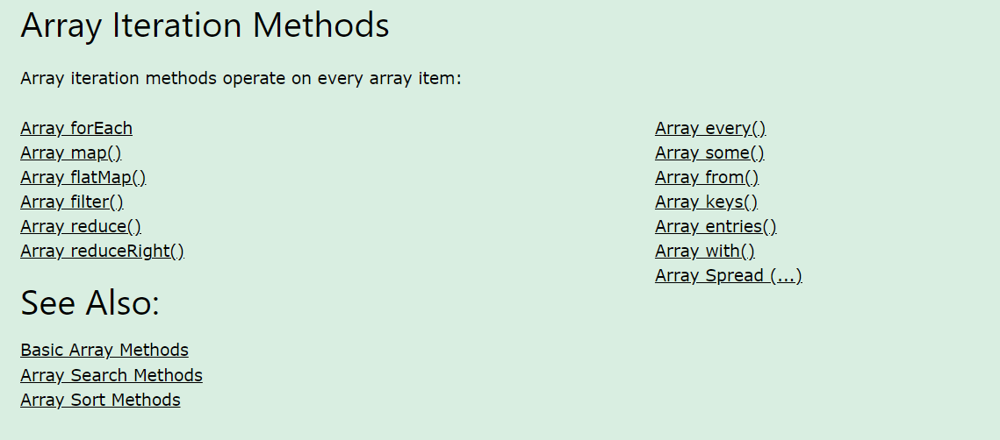 Array Iteration Methods
Array iteration methods operate on every array item:
Array forEach
Array map()
Array flatMap()
Array filter()
Array reduce()
Array reduceRight()
Array every()
Array some()
Array from()
Array keys()
Array entries()
Array with()
Array Spread (...)
See Also:
Basic Array Methods
Array Search Methods
Array Sort Methods